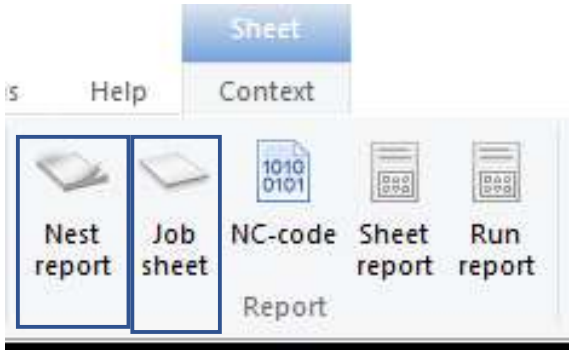 Sheet
s Help Context
1010
0101
Nest Job NC-code Sheet Run
report sheet report report
Report